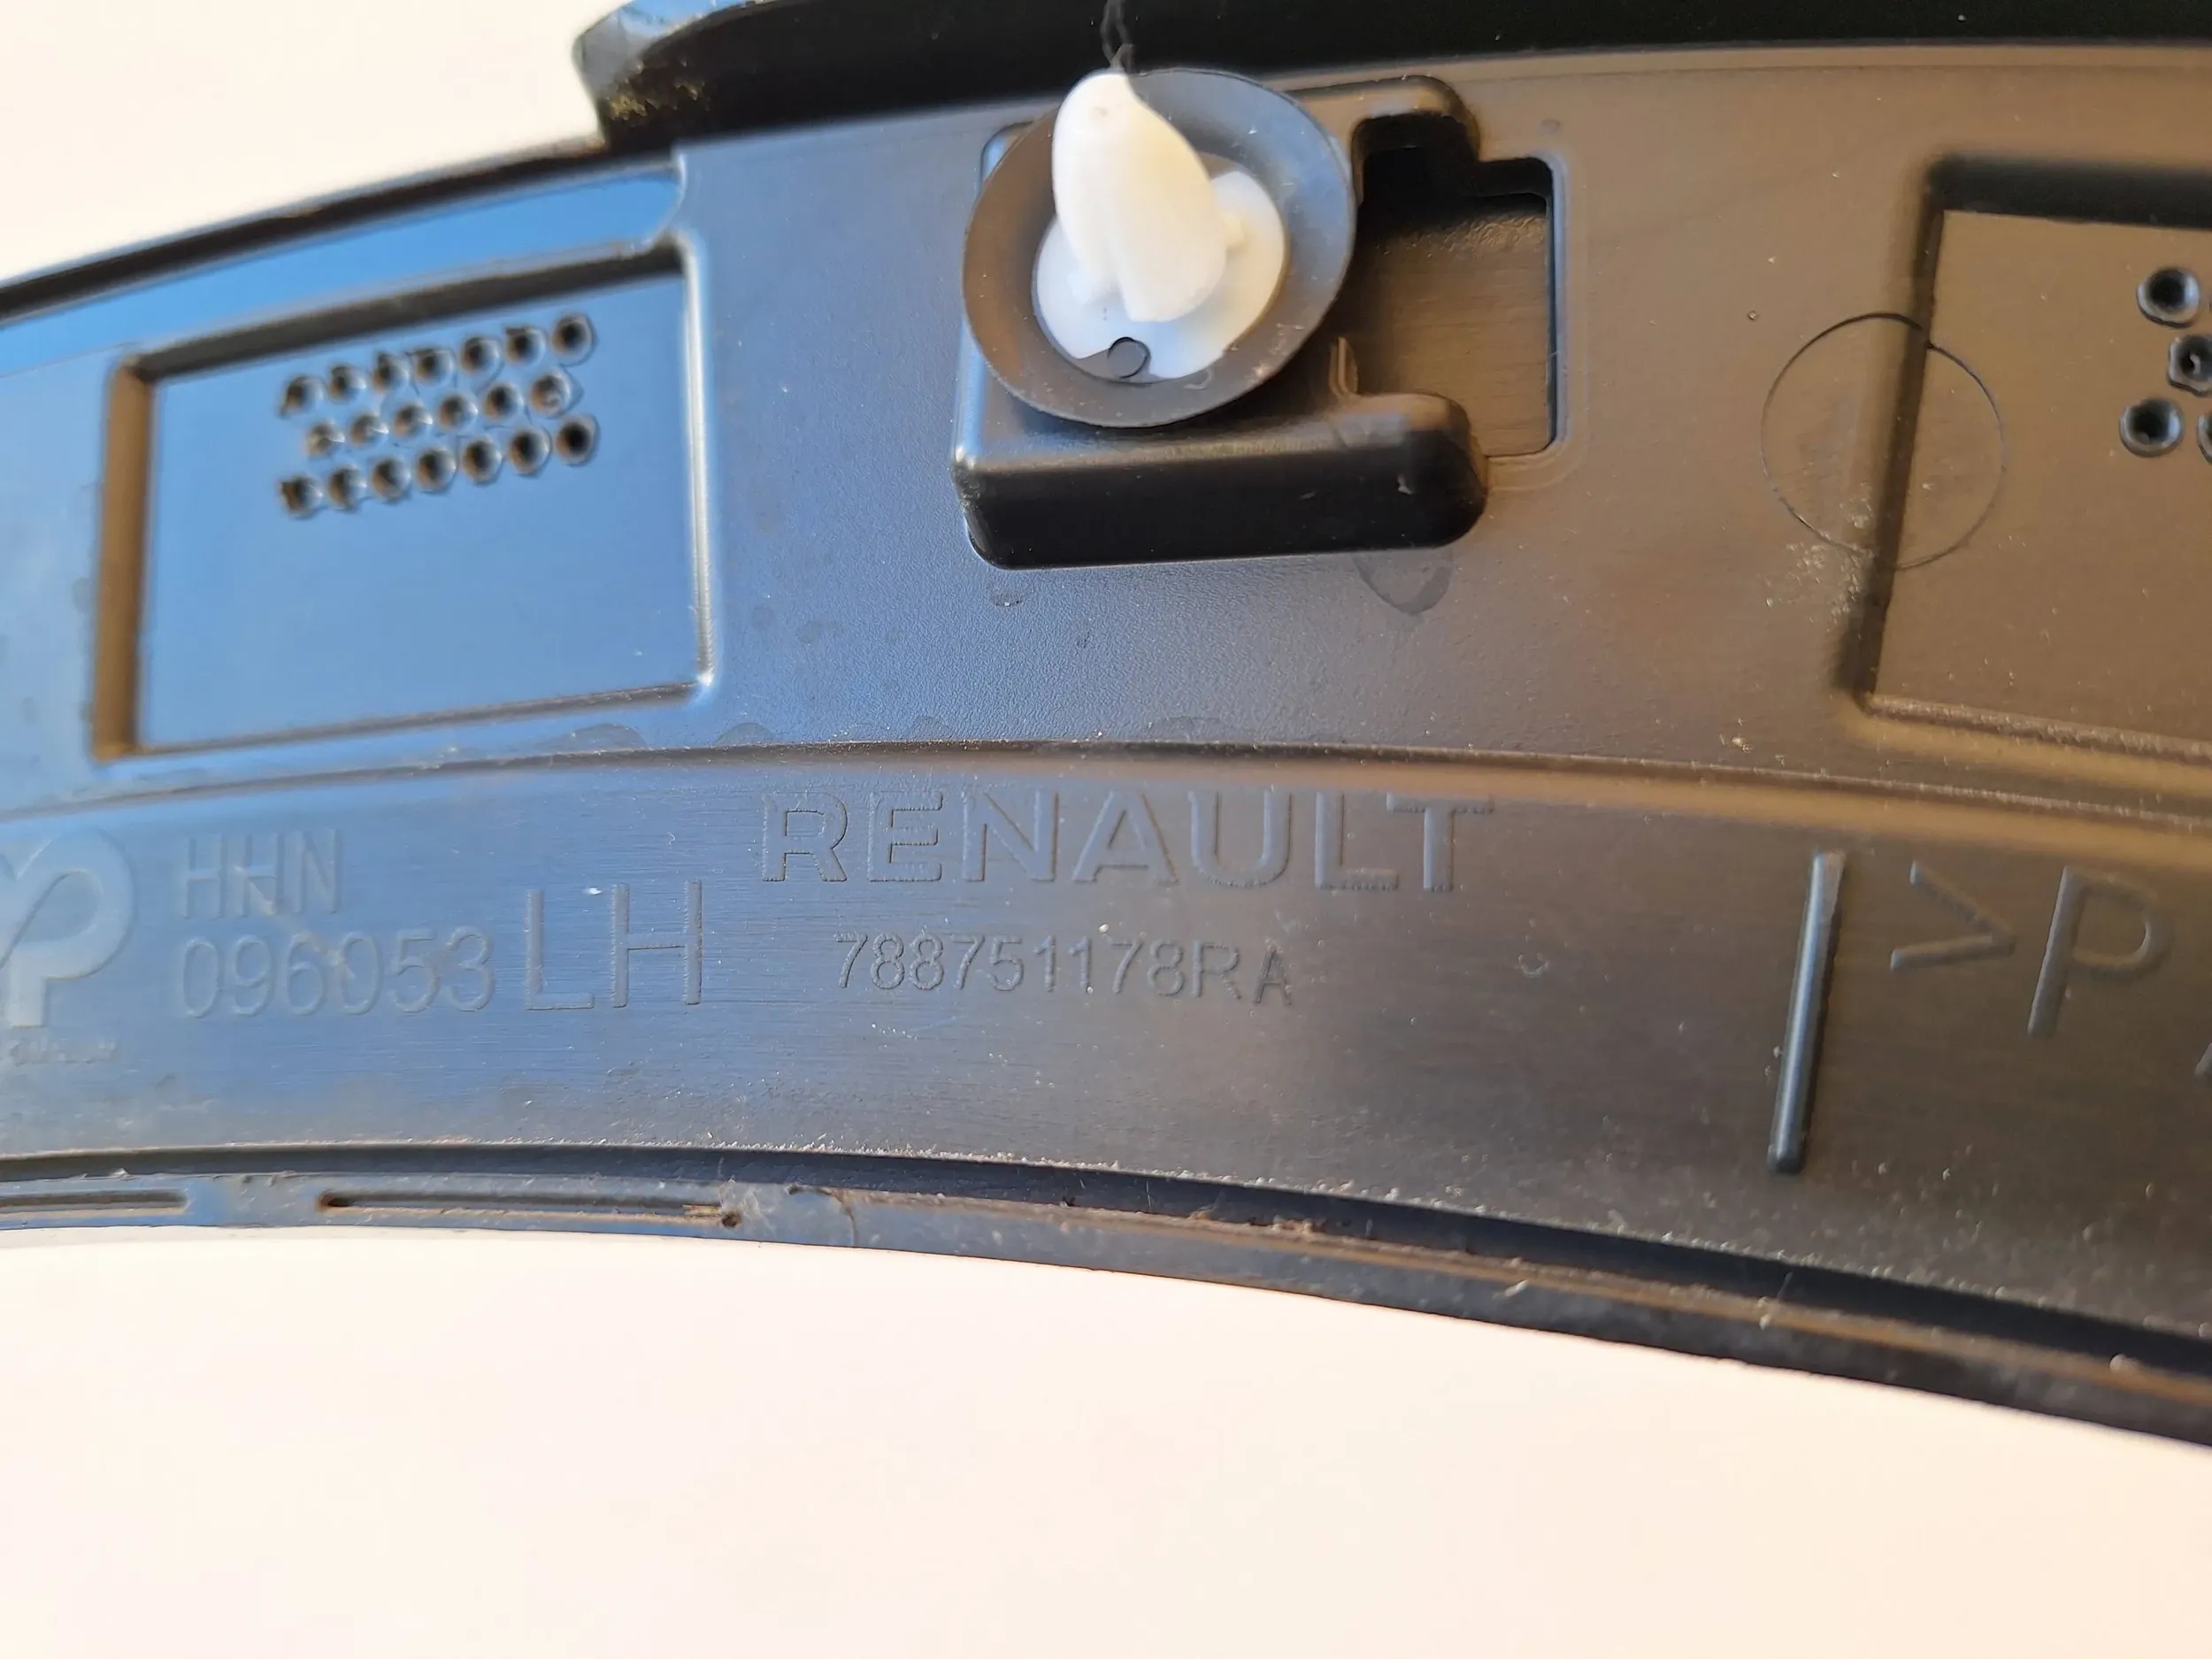 RENAULT
HHN
096053 LH
788751178RA
>P